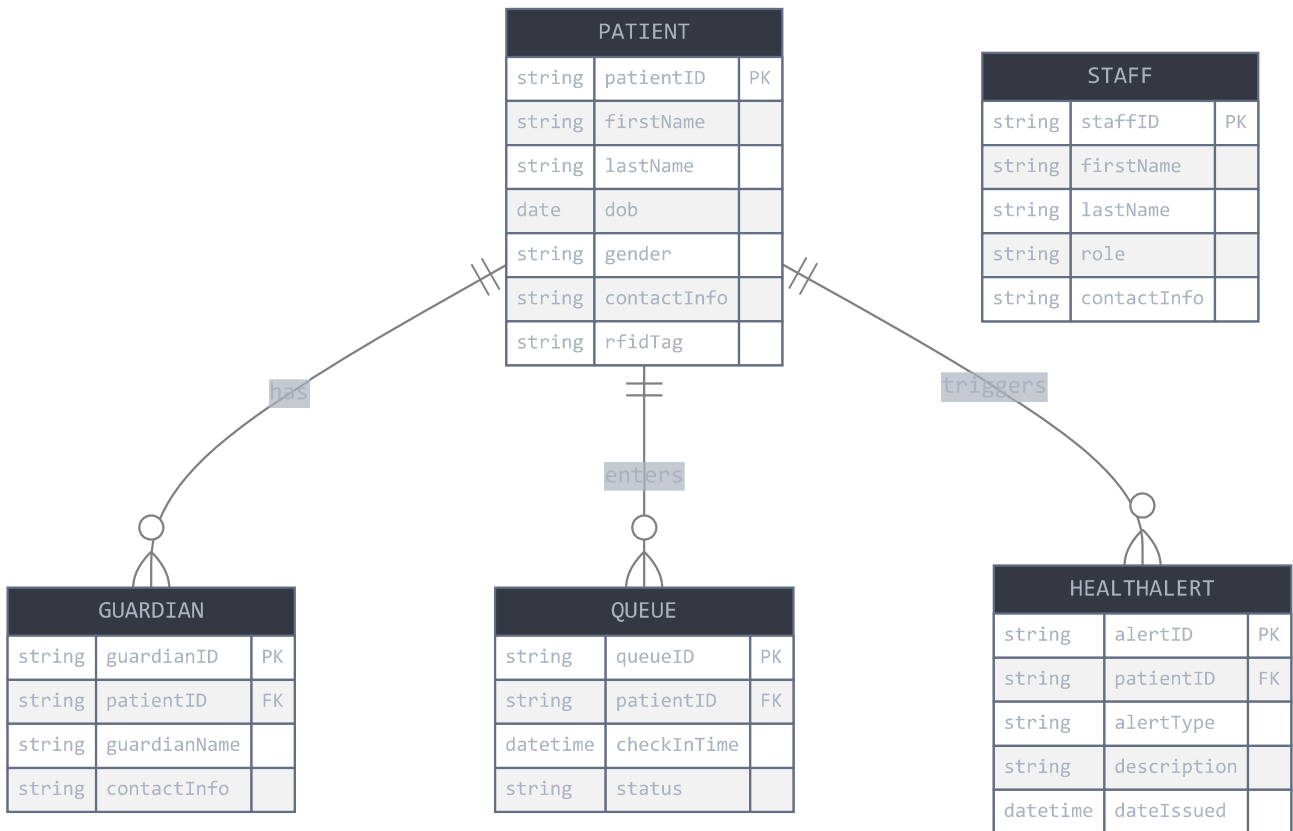 PATIENT
string patientID PK
string firstName
string lastName
date dob
string gender
string contactInfo
string rfidTag
STAFF
string staffID PK
string firstName
string lastName
string role
string contactInfo
has
enters
triggers
GUARDIAN
string guardianID PK
string patientID FK
string guardianName
string contactInfo
QUEUE
string queueID PK
string patientID FK
datetime checkInTime
string status
HEALTHALERT
string alertID PK
string patientID FK
string alertType
string description
datetime dateIssued